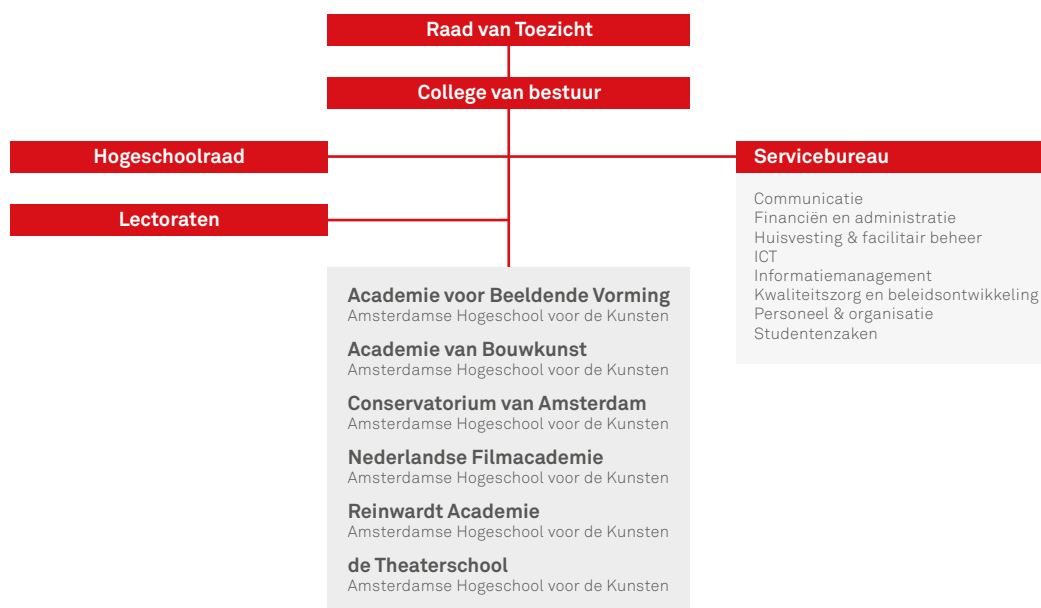 Raad van Toezicht
College van bestuur
Hogeschoolraad
Servicebureau
Communicatie
Financiën en administratie
Huisvesting & facilitair beheer
ICT
Informatiemanagement
Kwaliteitszorg en beleidsontwikkeling
Personeel & organisatie
Studentenzaken
Lectoraten
Academie voor Beeldende Vorming
Amsterdamse Hogeschool voor de Kunsten
Academie van Bouwkunst
Amsterdamse Hogeschool voor de Kunsten
Conservatorium van Amsterdam
Amsterdamse Hogeschool voor de Kunsten
Nederlandse Filmacademie
Amsterdamse Hogeschool voor de Kunsten
Reinwardt Academie
Amsterdamse Hogeschool voor de Kunsten
de Theaterschool
Amsterdamse Hogeschool voor de Kunsten